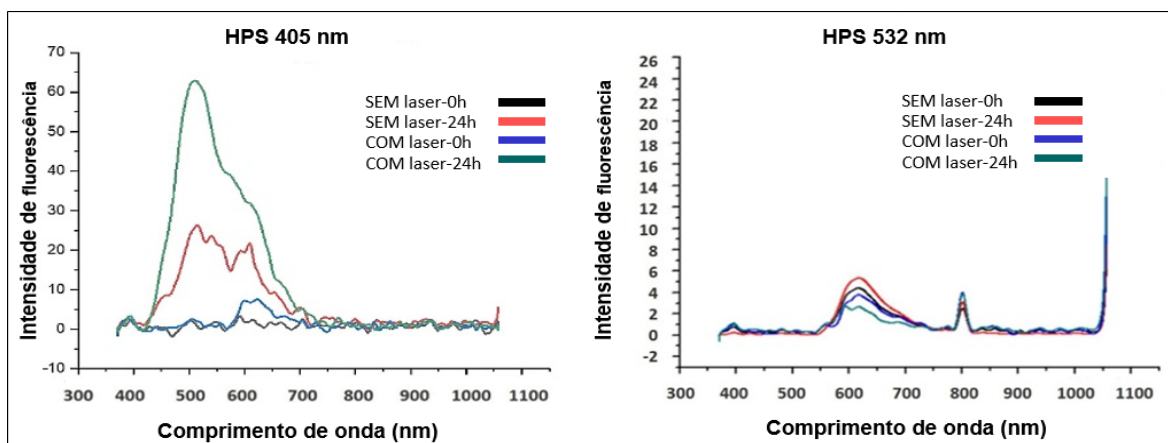 HPS 405 nm
Intensidade de fluorescência
70
60
50
40
30
20
10
0
-10
SEM laser-0h
SEM laser-24h
COM laser-0h
COM laser-24h
300 400 500 600 700 800 900 1000 1100
Comprimento de onda (nm)
HPS 532 nm
Intensidade de fluorescência
26
24
22
20
18
16
14
12
10
8
6
4
2
0
-2
SEM laser-0h
SEM laser-24h
COM laser-0h
COM laser-24h
300 400 500 600 700 800 900 1000 1100
Comprimento de onda (nm)